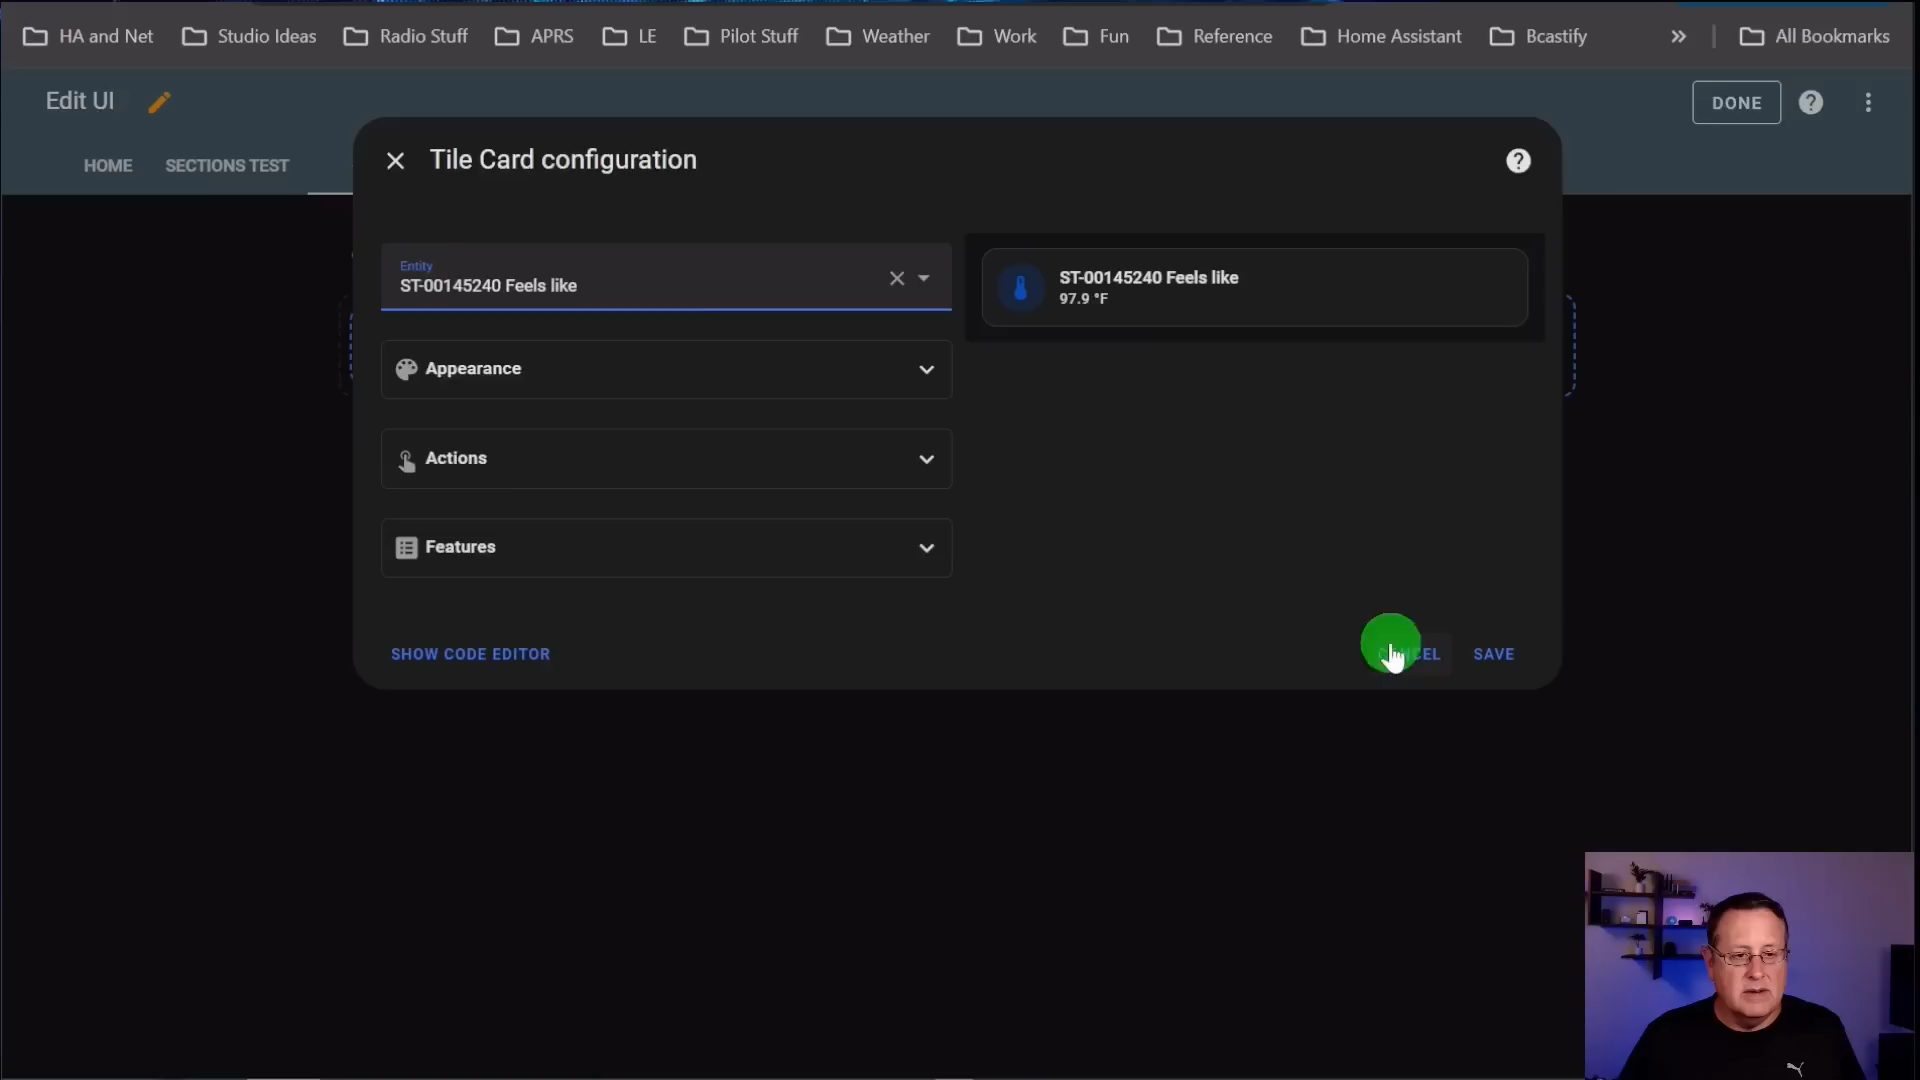 HA and Net
Studio Ideas
Radio Stuff
APRS
LE
Pilot Stuff
Weather
Work
Fun
Reference
Home Assistant
Bcastify
»
All Bookmarks
Edit UI
DONE
HOME
SECTIONS TEST
Tile Card configuration
Entity
ST-00145240 Feels like
ST-00145240 Feels like
97.9 °F
Appearance
Actions
Features
SHOW CODE EDITOR
SAVE